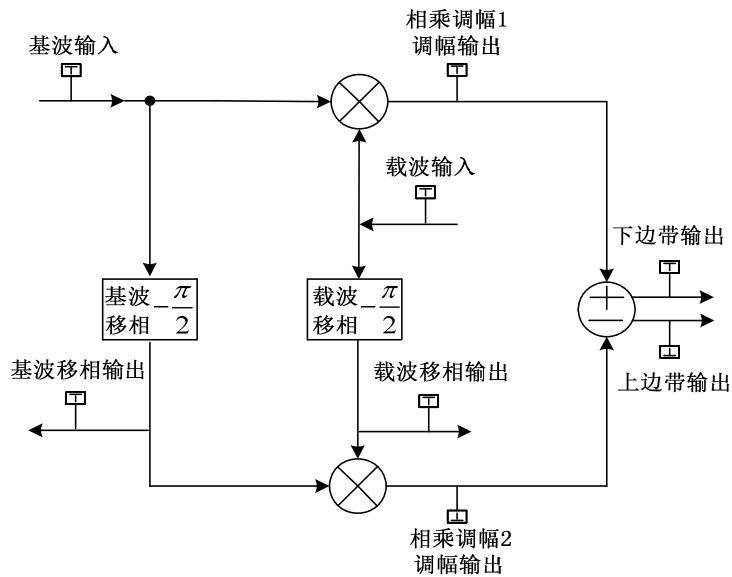 相乘调幅1
调幅输出
基波输入
载波输入
下边带输出
基波
移相
−π/2
载波
移相
−π/2
+
−
基波移相输出
载波移相输出
上边带输出
相乘调幅2
调幅输出